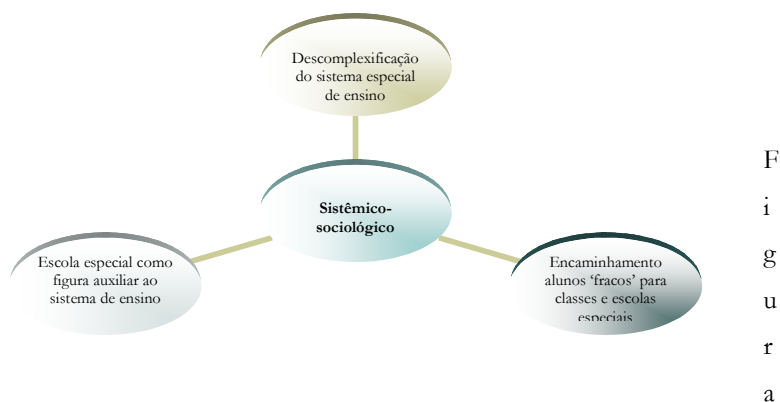 Descomplexificação
do sistema especial
de ensino
Sistêmico-
sociológico
Escola especial como
figura auxiliar ao
sistema de ensino
Encaminhamento
alunos ‘fracos’ para
classes e escolas
especiais
F
i
g
u
r
a